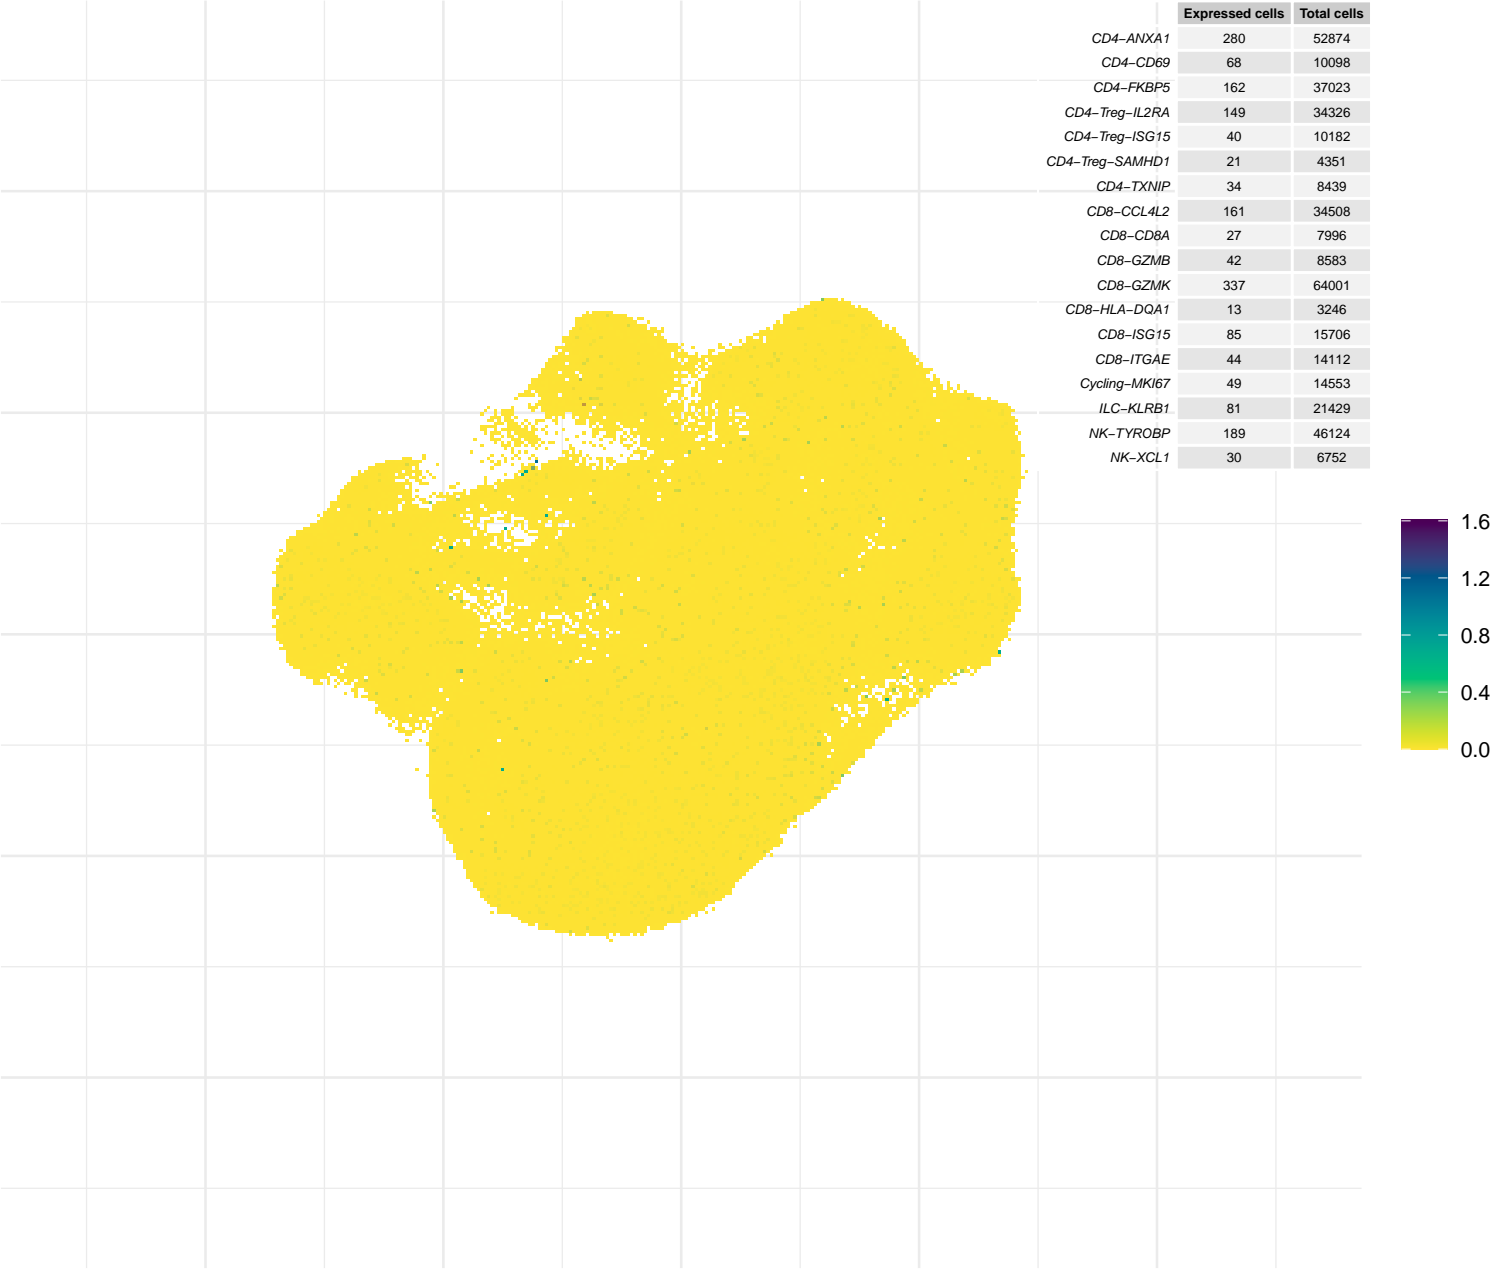 Expressed cells Total cells
CD4−ANXA1 280 52874
CD4−CD69 68 10098
CD4−FKBP5 162 37023
CD4−Treg−IL2RA 149 34326
CD4−Treg−ISG15 40 10182
CD4−Treg−SAMHD1 21 4351
CD4−TXNIP 34 8439
CD8−CCL4L2 161 34508
CD8−CD8A 27 7996
CD8−GZMB 42 8583
CD8−GZMK 337 64001
CD8−HLA−DQA1 13 3246
CD8−ISG15 85 15706
CD8−ITGAE 44 14112
Cycling−MKI67 49 14553
ILC−KLRB1 81 21429
NK−TYROBP 189 46124
NK−XCL1 30 6752
1.6
1.2
0.8
0.4
0.0